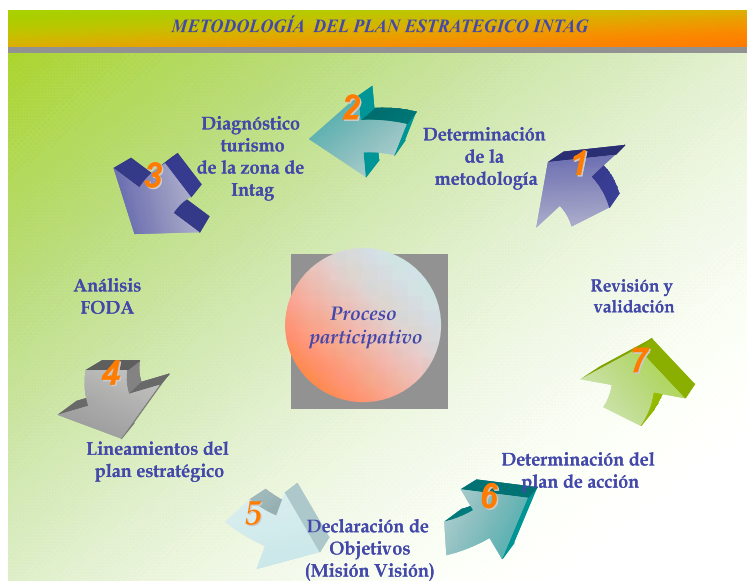 METODOLOGÍA DEL PLAN ESTRATEGICO INTAG
1
Determinación
de la
metodología
2
Diagnóstico
turismo
de la zona de
Intag
3
Análisis
FODA
4
Lineamientos del
plan estratégico
5
Declaración de
Objetivos
(Misión Visión)
6
Determinación del
plan de acción
7
Revisión y
validación
Proceso
participativo